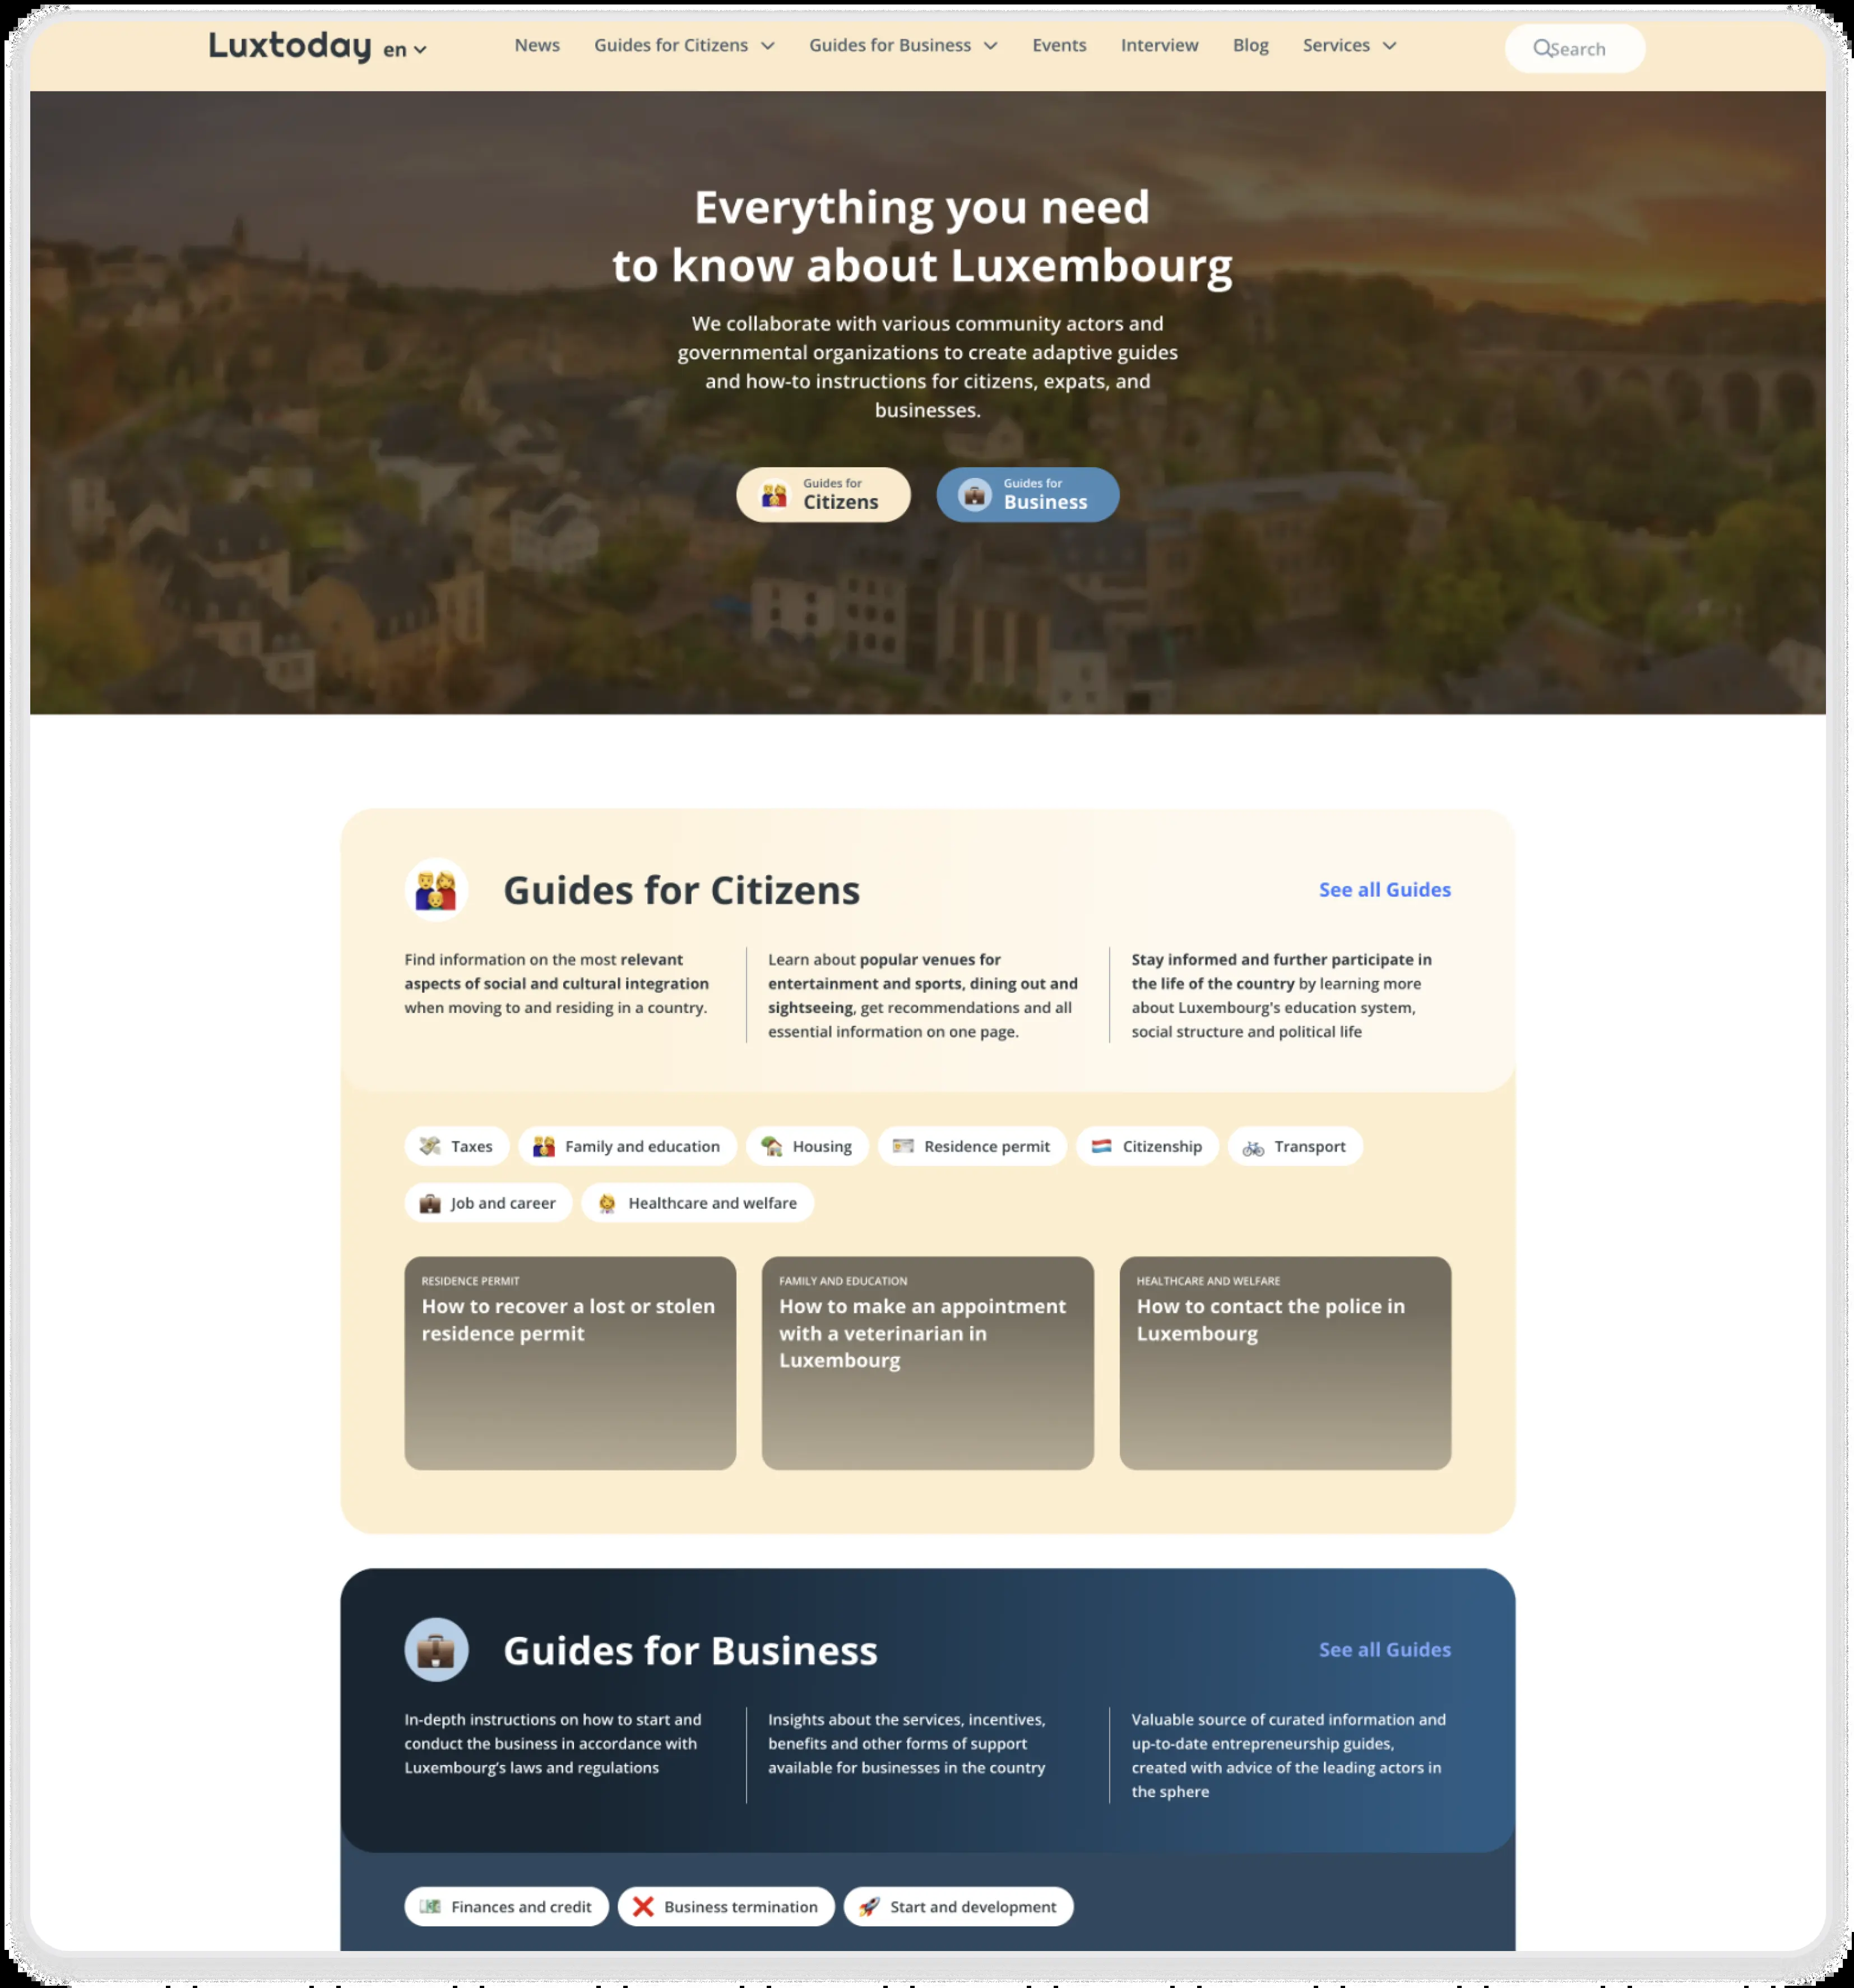 Luxtoday en
News Guides for Citizens Guides for Business Events Interview Blog Services
Search
Everything you need
to know about Luxembourg
We collaborate with various community actors and
governmental organizations to create adaptive guides
and how-to instructions for citizens, expats, and
businesses.
Guides for
Citizens
Guides for
Business
Guides for Citizens
See all Guides
Find information on the most relevant
aspects of social and cultural integration
when moving to and residing in a country.
Learn about popular venues for
entertainment and sports, dining out and
sightseeing, get recommendations and all
essential information on one page.
Stay informed and further participate in
the life of the country by learning more
about Luxembourg's education system,
social structure and political life
Taxes
Family and education
Housing
Residence permit
Citizenship
Transport
Job and career
Healthcare and welfare
RESIDENCE PERMIT
How to recover a lost or stolen
residence permit
FAMILY AND EDUCATION
How to make an appointment
with a veterinarian in
Luxembourg
HEALTHCARE AND WELFARE
How to contact the police in
Luxembourg
Guides for Business
See all Guides
In-depth instructions on how to start and
conduct the business in accordance with
Luxembourg's laws and regulations
Insights about the services, incentives,
benefits and other forms of support
available for businesses in the country
Valuable source of curated information and
up-to-date entrepreneurship guides,
created with advice of the leading actors in
the sphere
Finances and credit
Business termination
Start and development